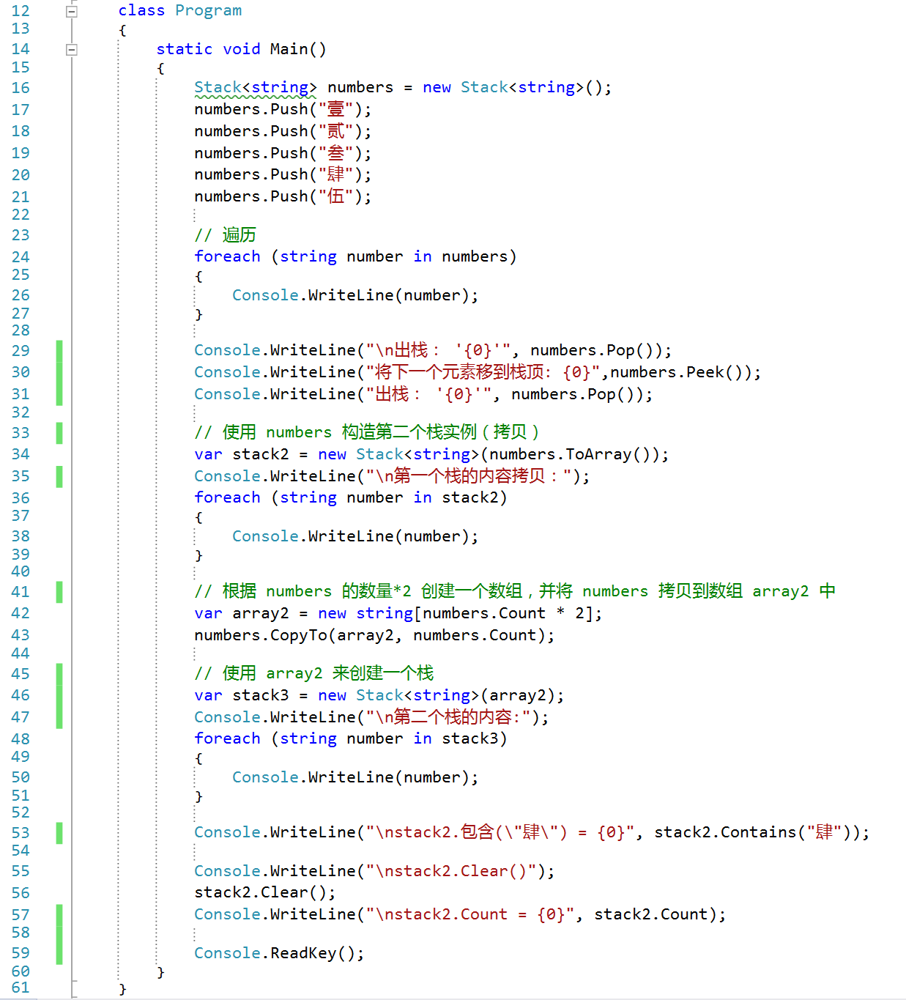 12 class Program
13 {
14 static void Main()
15 {
16 Stack<string> numbers = new Stack<string>();
17 numbers.Push("壹");
18 numbers.Push("贰");
19 numbers.Push("叁");
20 numbers.Push("肆");
21 numbers.Push("伍");
22
23 // 遍历
24 foreach (string number in numbers)
25 {
26 Console.WriteLine(number);
27 }
28
29 Console.WriteLine("\n出栈： '{0}'", numbers.Pop());
30 Console.WriteLine("将下一个元素移到栈顶: {0}",numbers.Peek());
31 Console.WriteLine("出栈： '{0}'", numbers.Pop());
32
33 // 使用 numbers 构造第二个栈实例（拷贝）
34 var stack2 = new Stack<string>(numbers.ToArray());
35 Console.WriteLine("\n第一个栈的内容拷贝：");
36 foreach (string number in stack2)
37 {
38 Console.WriteLine(number);
39 }
40
41 // 根据 numbers 的数量*2 创建一个数组，并将 numbers 拷贝到数组 array2 中
42 var array2 = new string[numbers.Count * 2];
43 numbers.CopyTo(array2, numbers.Count);
44
45 // 使用 array2 来创建一个栈
46 var stack3 = new Stack<string>(array2);
47 Console.WriteLine("\n第二个栈的内容:");
48 foreach (string number in stack3)
49 {
50 Console.WriteLine(number);
51 }
52
53 Console.WriteLine("\nstack2.包含(\"肆\") = {0}", stack2.Contains("肆"));
54
55 Console.WriteLine("\nstack2.Clear()");
56 stack2.Clear();
57 Console.WriteLine("\nstack2.Count = {0}", stack2.Count);
58
59 Console.ReadKey();
60 }
61 }